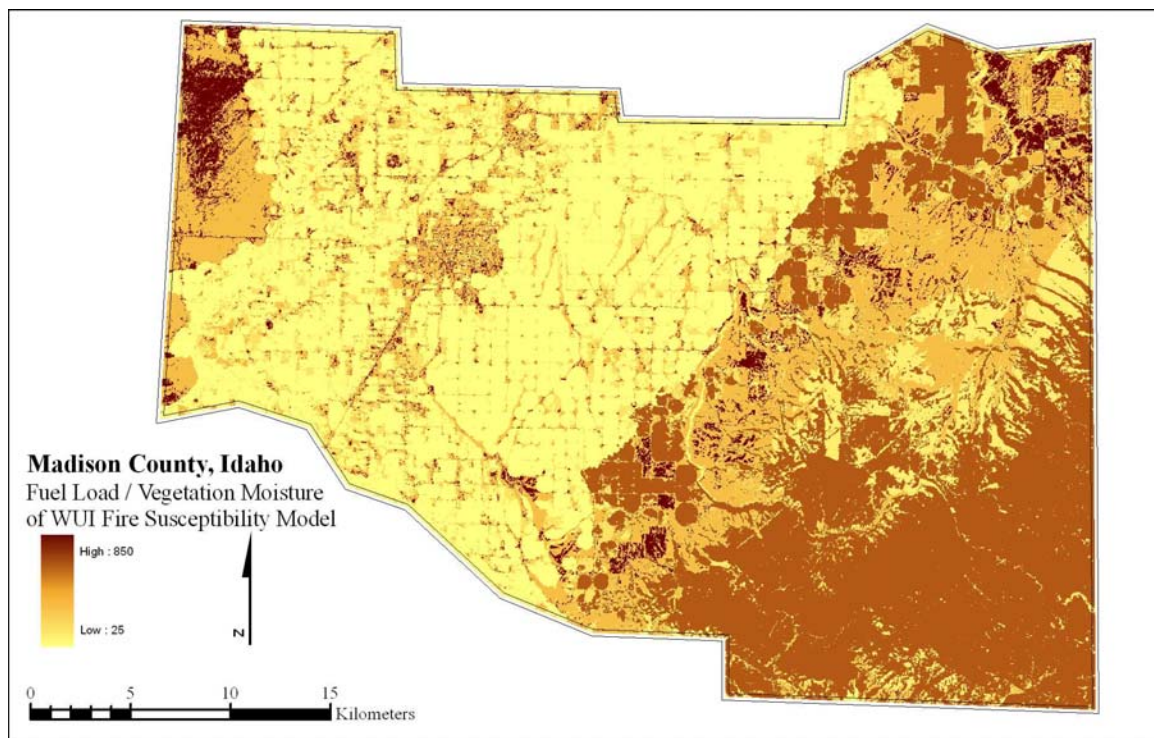 Madison County, Idaho
Fuel Load / Vegetation Moisture
of WUI Fire Susceptibility Model
High : 850
Low : 25
N
0 5 10 15
Kilometers